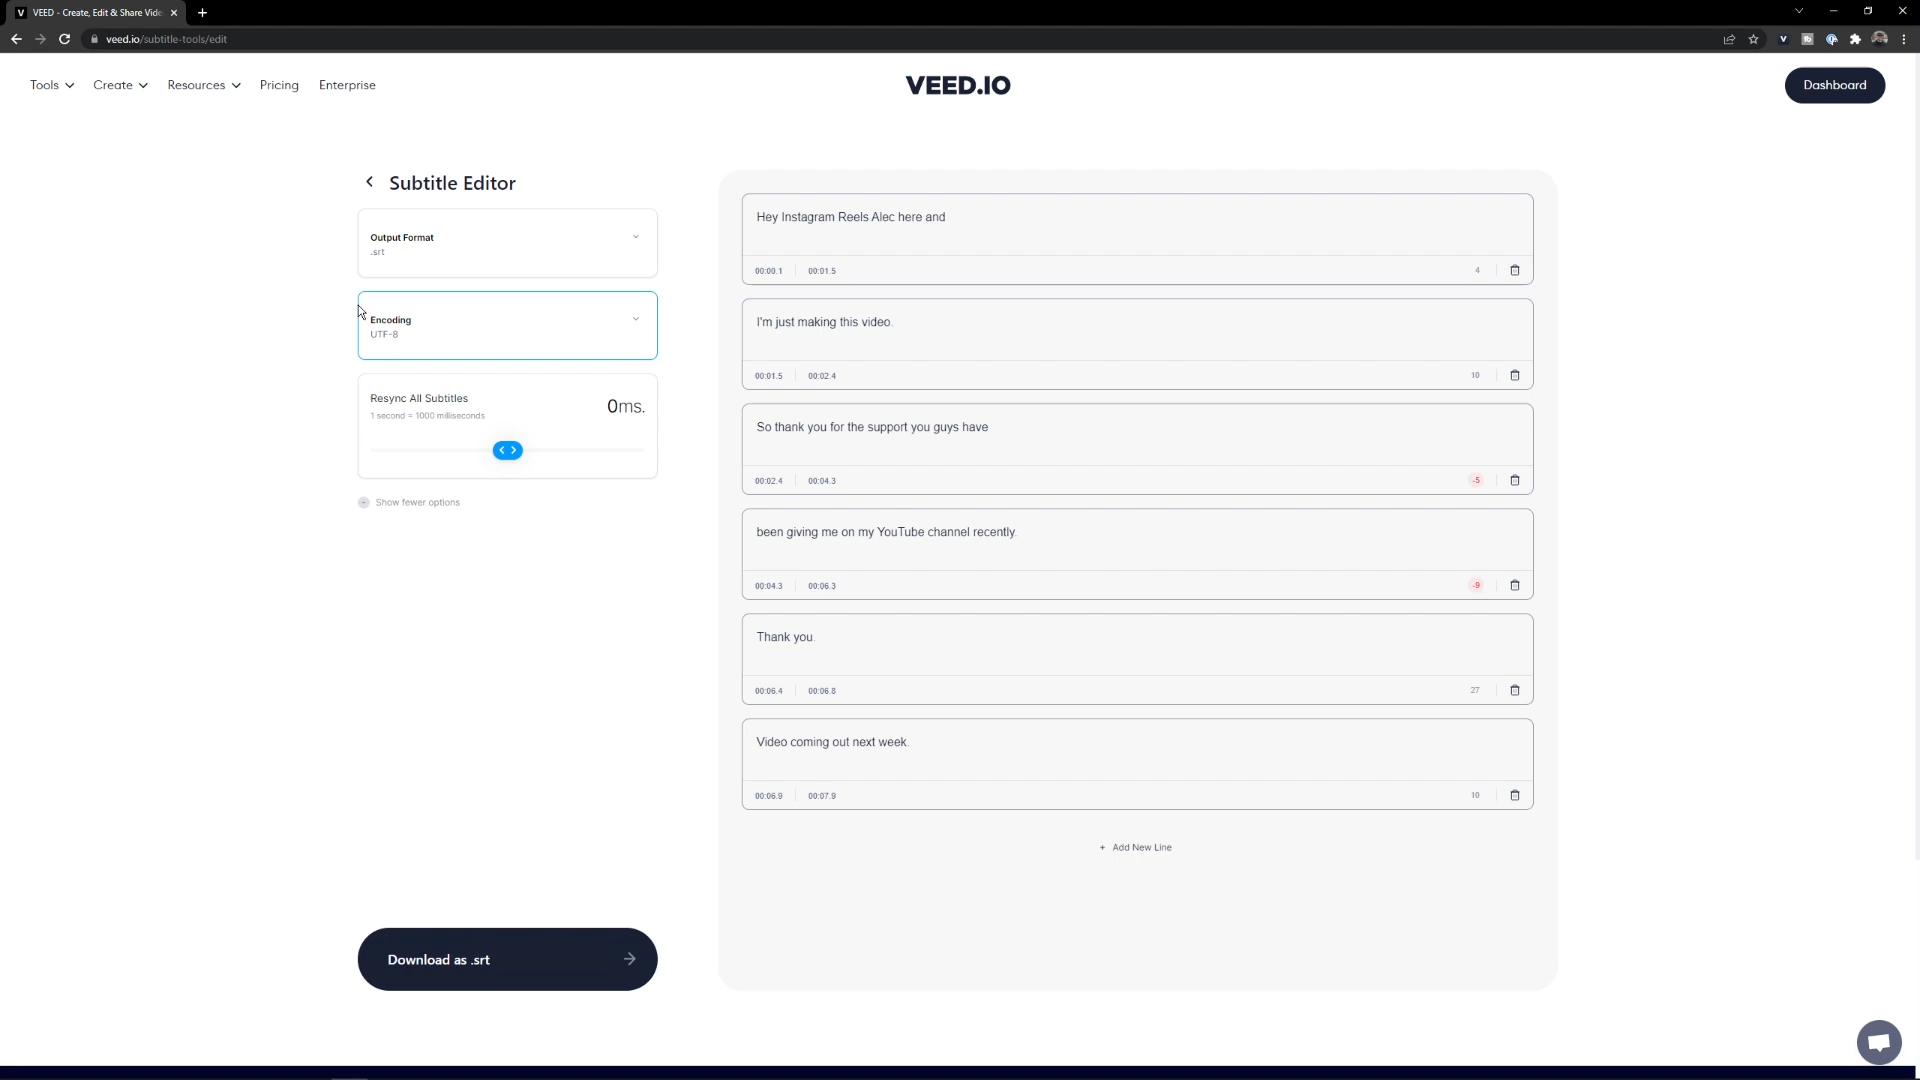 VEED - Create, Edit & Share Vide
veed.io/subtitle-tools/edit
Tools
Create
Resources
Pricing
Enterprise
VEED.IO
Dashboard
Subtitle Editor
Output Format
.srt
Encoding
UTF-8
Resync All Subtitles
1 second = 1000 milliseconds
0ms.
Show fewer options
Download as .srt
Hey Instagram Reels Alec here and
00:00.1 00:01.5 4
I'm just making this video.
00:01.5 00:02.4 10
So thank you for the support you guys have
00:02.4 00:04.3 -5
been giving me on my YouTube channel recently.
00:04.3 00:06.3 -9
Thank you.
00:06.4 00:06.8 27
Video coming out next week.
00:06.9 00:07.9 10
+ Add New Line